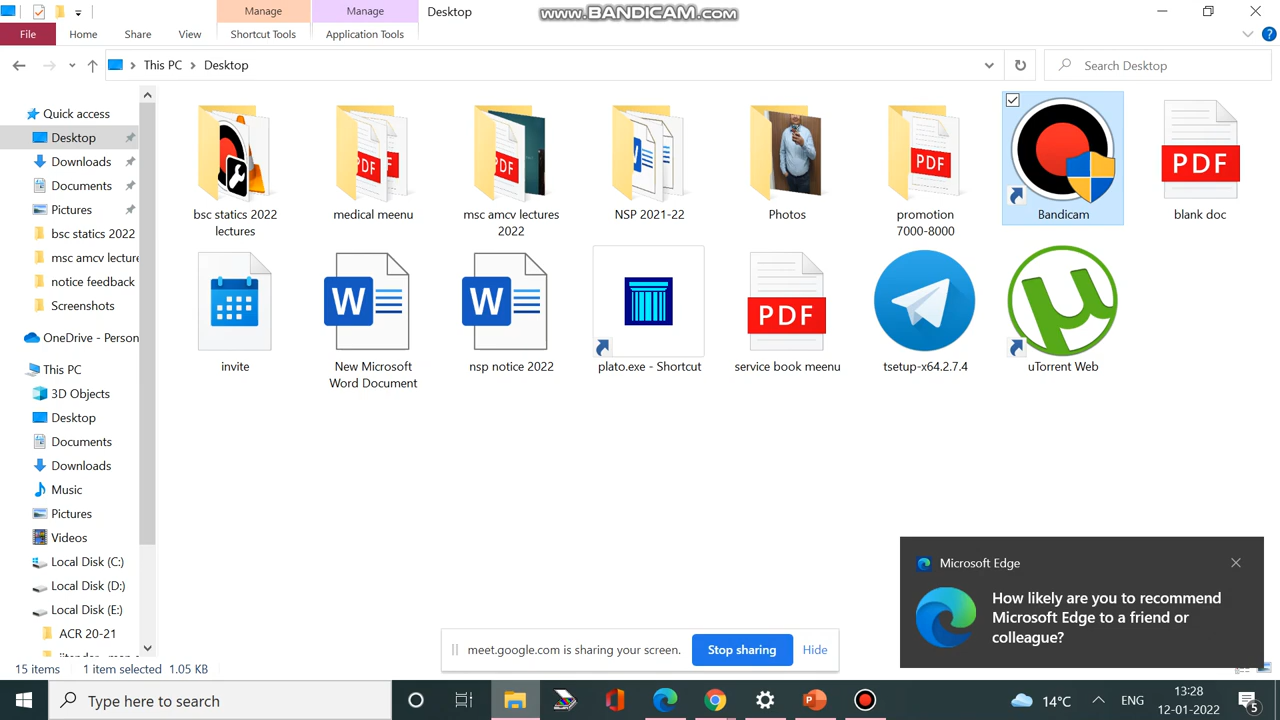 Manage
Manage
Desktop
www.BANDICAM.com
File
Home
Share
View
Shortcut Tools
Application Tools
This PC
Desktop
Search Desktop
Quick access
Desktop
Downloads
Documents
Pictures
bsc statics 2022
msc amcv lecture
notice feedback
Screenshots
OneDrive - Person
This PC
3D Objects
Desktop
Documents
Downloads
Music
Pictures
Videos
Local Disk (C:)
Local Disk (D:)
Local Disk (E:)
ACR 20-21
bsc statics 2022
lectures
PDF
medical meenu
PDF
msc amcv lectures
2022
NSP 2021-22
Photos
PDF
promotion
7000-8000
Bandicam
PDF
blank doc
invite
W
New Microsoft
Word Document
W
nsp notice 2022
plato.exe - Shortcut
PDF
service book meenu
tsetup-x64.2.7.4
µ
uTorrent Web
Microsoft Edge
How likely are you to recommend
Microsoft Edge to a friend or
colleague?
meet.google.com is sharing your screen.
Stop sharing
Hide
15 items
1 item selected 1.05 KB
Type here to search
14°C
ENG
13:28
12-01-2022
5